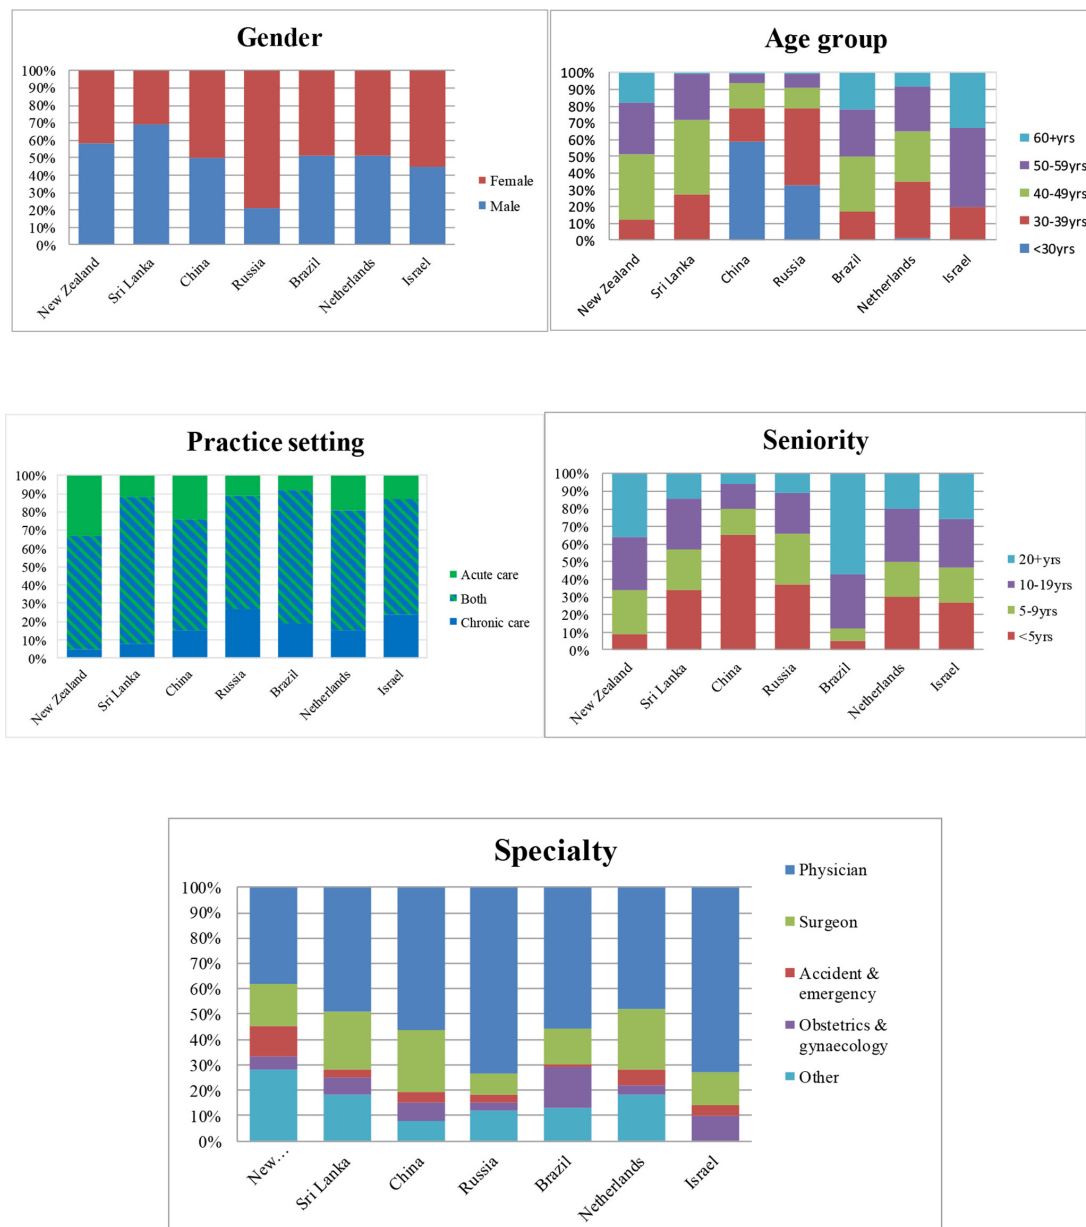 Gender
100%
90%
80%
70%
60%
50%
40%
30%
20%
10%
0%
New Zealand
Sri Lanka
China
Russia
Brazil
Netherlands
Israel
Female
Male
Age group
100%
90%
80%
70%
60%
50%
40%
30%
20%
10%
0%
New Zealand
Sri Lanka
China
Russia
Brazil
Netherlands
Israel
60+yrs
50-59yrs
40-49yrs
30-39yrs
<30yrs
Practice setting
100%
90%
80%
70%
60%
50%
40%
30%
20%
10%
0%
New Zealand
Sri Lanka
China
Russia
Brazil
Netherlands
Israel
Acute care
Both
Chronic care
Seniority
100%
90%
80%
70%
60%
50%
40%
30%
20%
10%
0%
New Zealand
Sri Lanka
China
Russia
Brazil
Netherlands
Israel
20+yrs
10-19yrs
5-9yrs
<5yrs
Specialty
100%
90%
80%
70%
60%
50%
40%
30%
20%
10%
0%
New…
Sri Lanka
China
Russia
Brazil
Netherlands
Israel
Physician
Surgeon
Accident &
emergency
Obstetrics &
gynaecology
Other